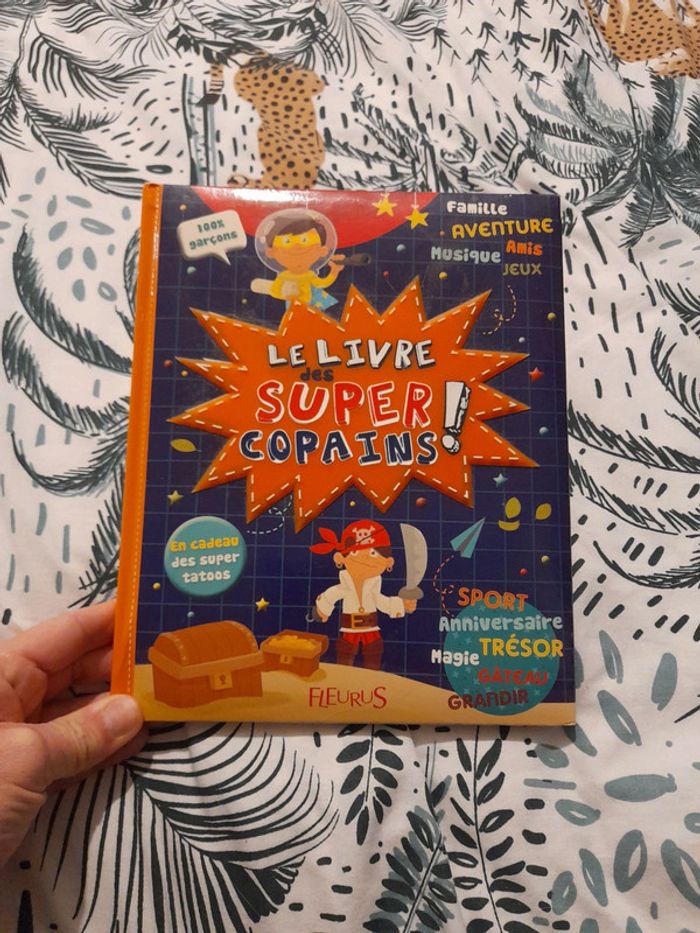 100%
garçons
Famille
AVENTURE
Musique Amis
JEUX
LE LIVRE
des
SUPER
COPAINS!
En cadeau
des super
tatoos
SPORT
Anniversaire
Magie TRÉSOR
GÂTEAU
GRANDIR
FLEURUS